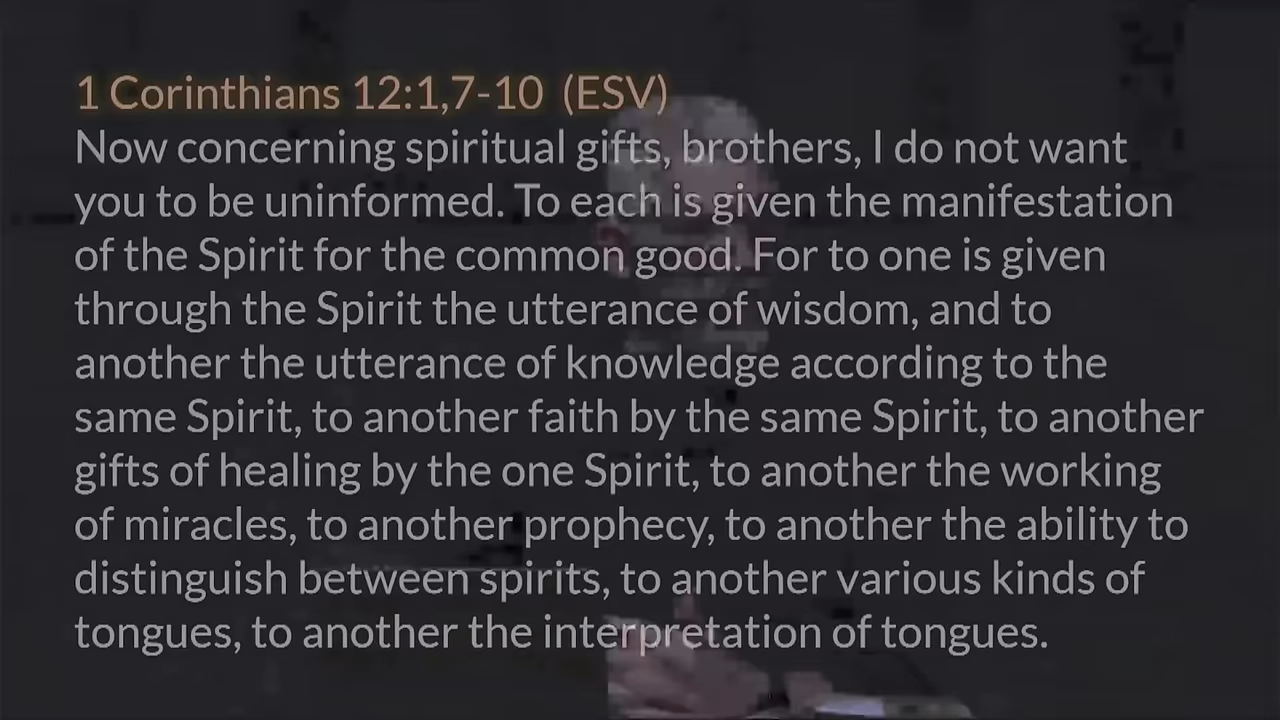 1 Corinthians 12:1,7-10 (ESV)
Now concerning spiritual gifts, brothers, I do not want
you to be uninformed. To each is given the manifestation
of the Spirit for the common good. For to one is given
through the Spirit the utterance of wisdom, and to
another the utterance of knowledge according to the
same Spirit, to another faith by the same Spirit, to another
gifts of healing by the one Spirit, to another the working
of miracles, to another prophecy, to another the ability to
distinguish between spirits, to another various kinds of
tongues, to another the interpretation of tongues.